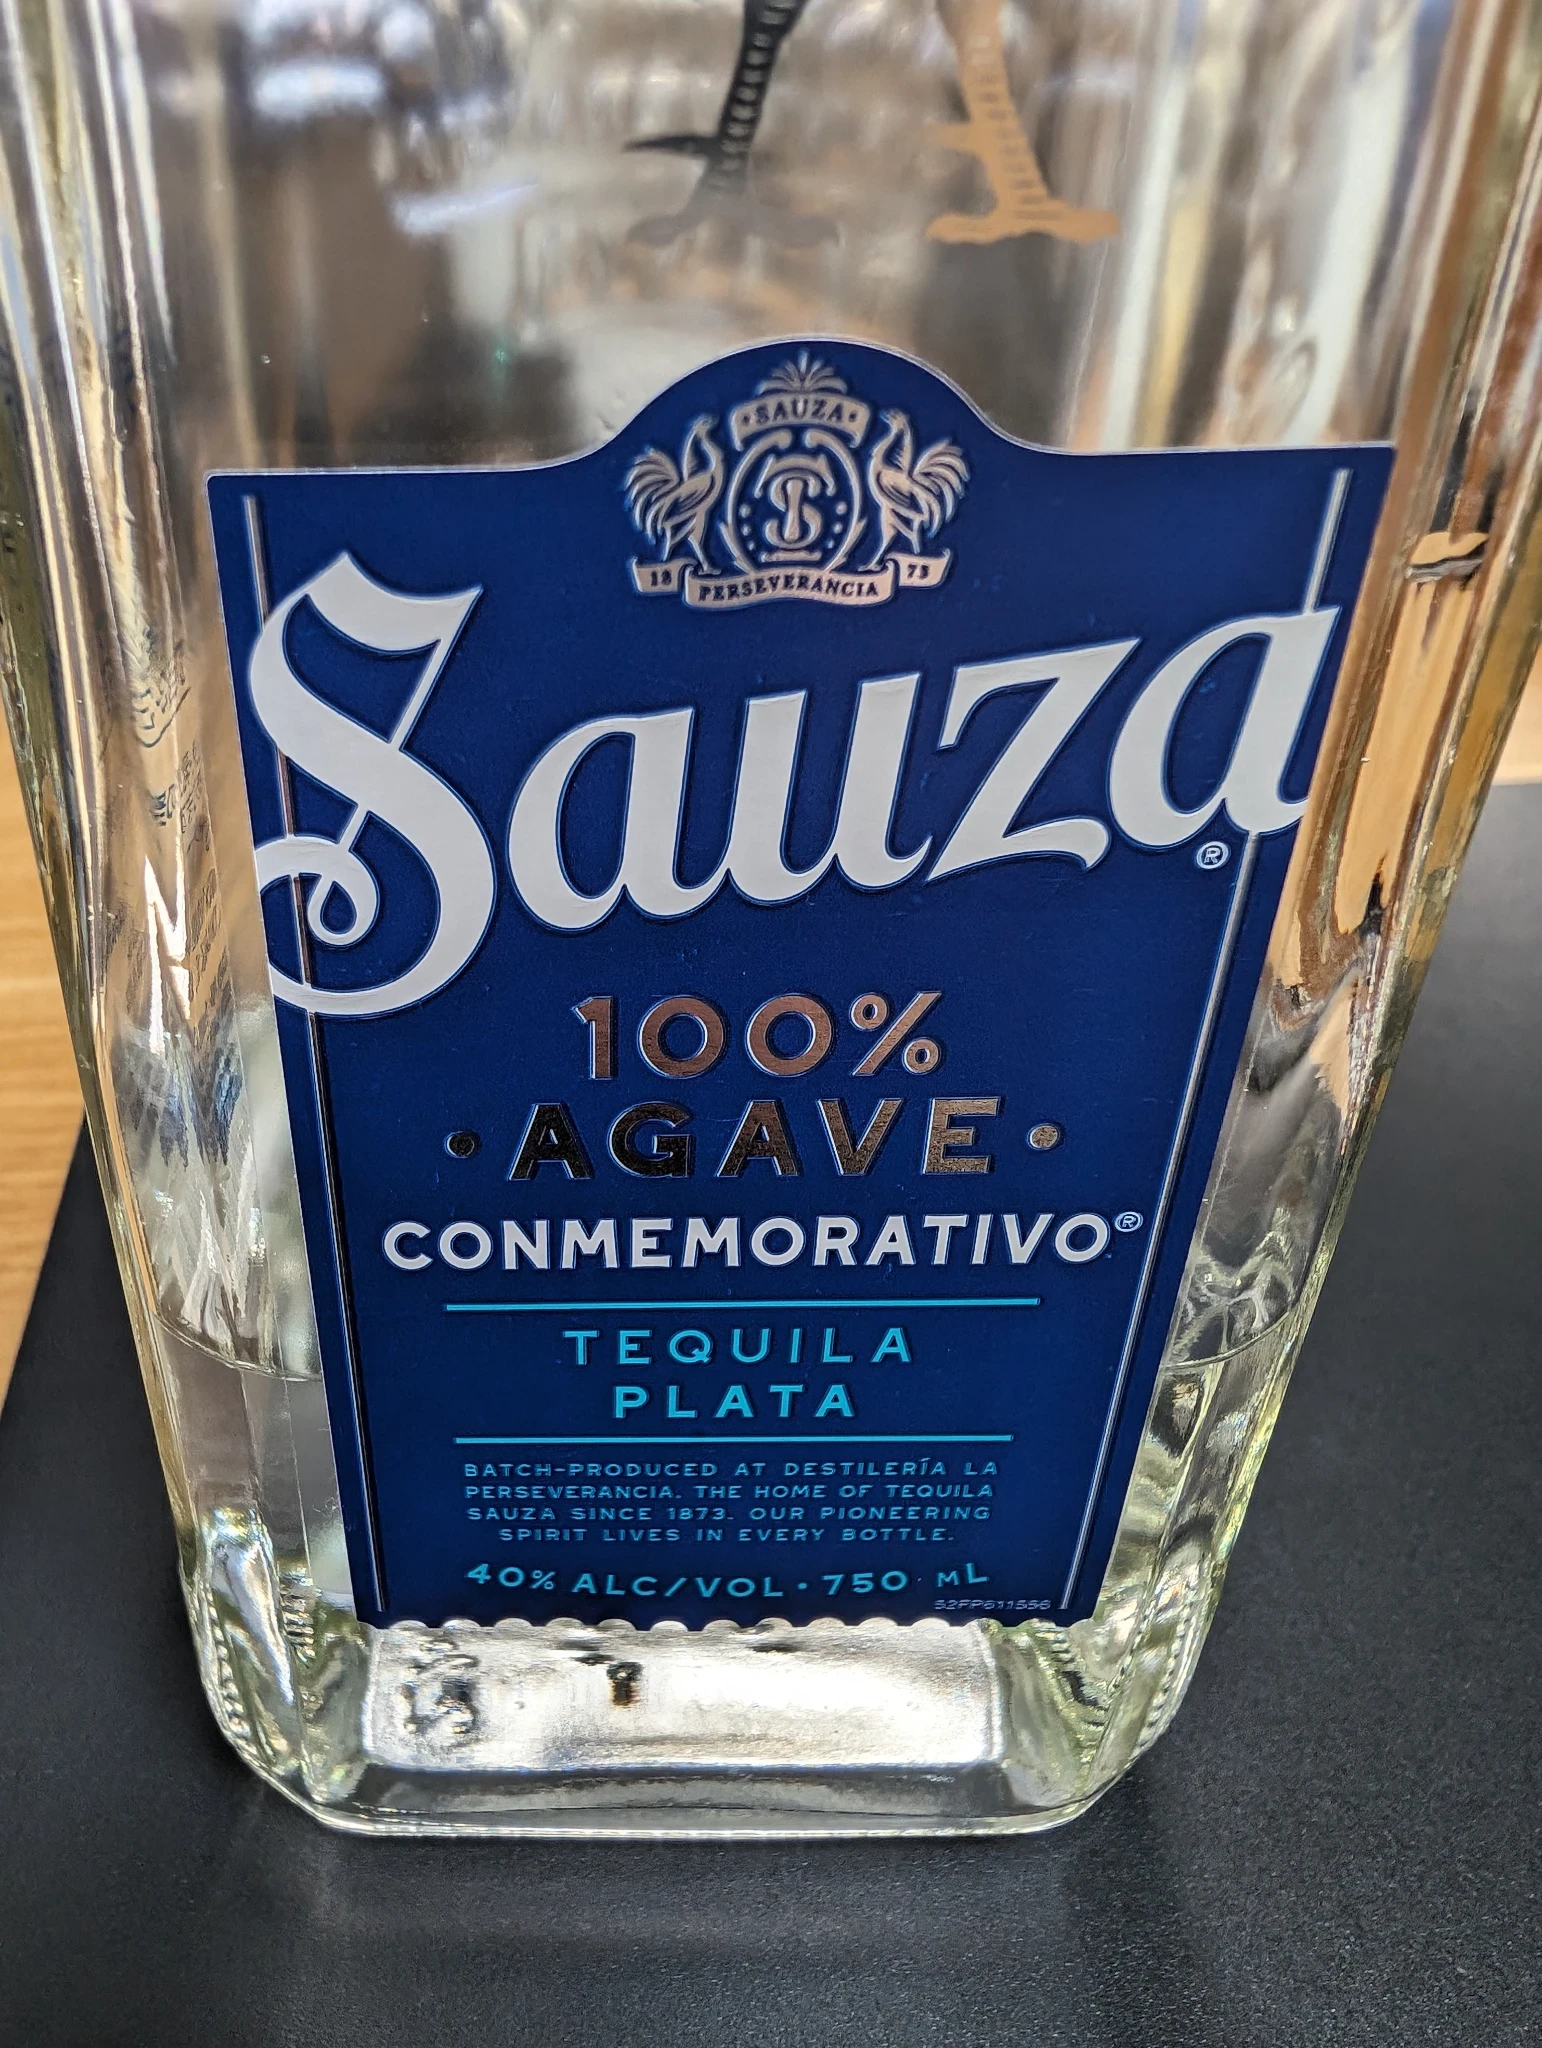 •SAUZA•
TS
18 PERSEVERANCIA 73
Sauza®
100%
•AGAVE•
CONMEMORATIVO®
TEQUILA
PLATA
BATCH-PRODUCED AT DESTILERÍA LA
PERSEVERANCIA. THE HOME OF TEQUILA
SAUZA SINCE 1873. OUR PIONEERING
SPIRIT LIVES IN EVERY BOTTLE.
40% ALC/VOL•750 mL